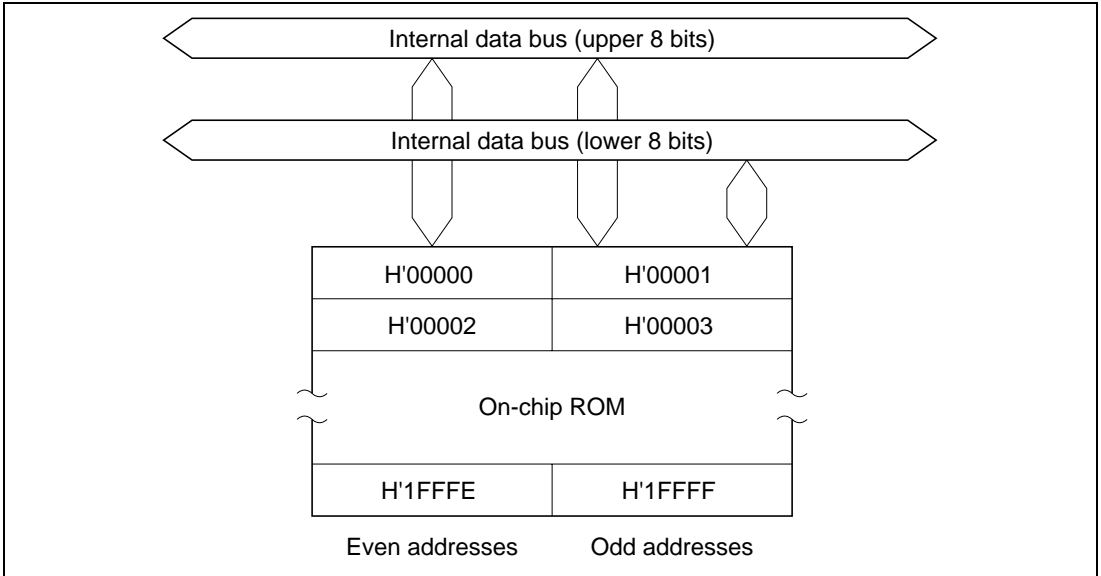 Internal data bus (upper 8 bits)
Internal data bus (lower 8 bits)
H'00000 H'00001
H'00002 H'00003
On-chip ROM
H'1FFFE H'1FFFF
Even addresses Odd addresses